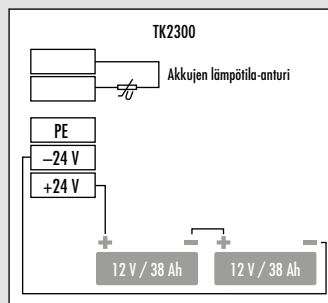 TK2300
Akkujen lämpötila-anturi
PE
–24 V
+24 V
+ – + –
12 V / 38 Ah 12 V / 38 Ah